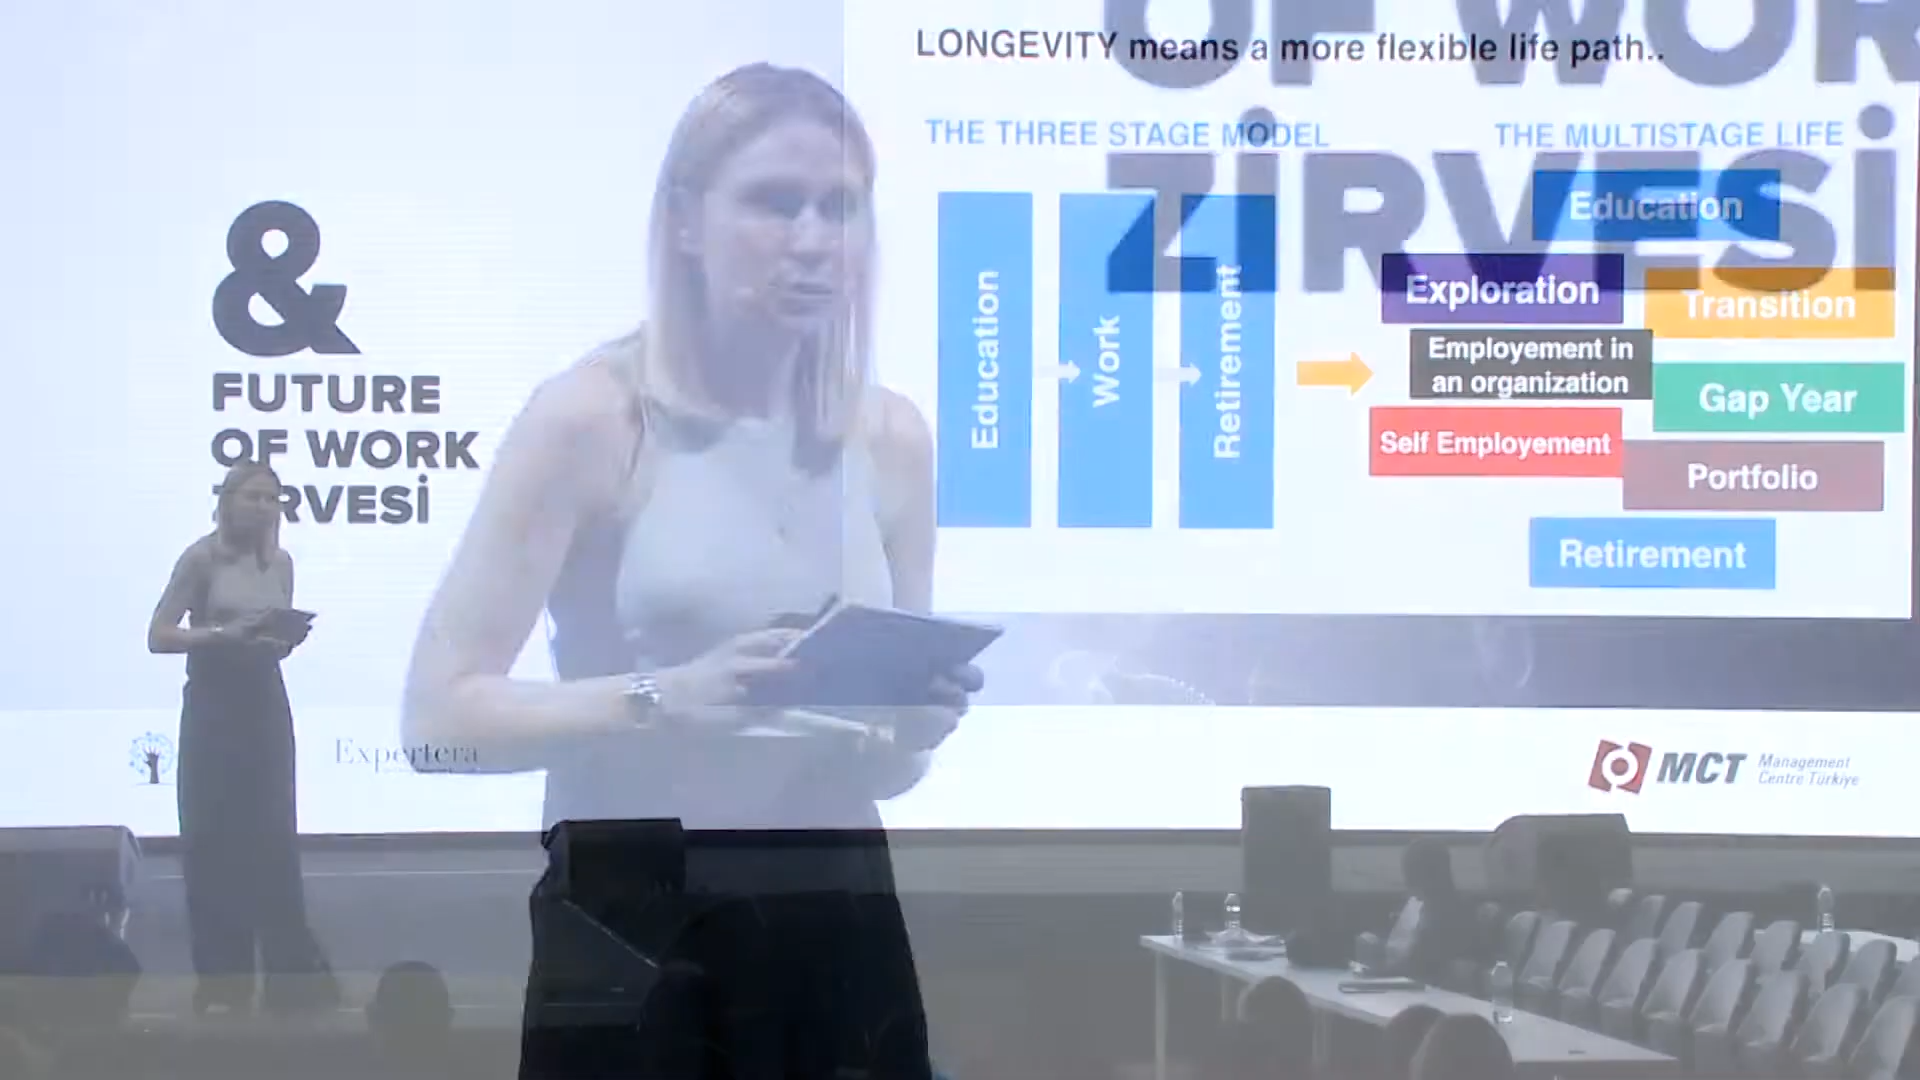 LONGEVITY means a more flexible life path..
THE THREE STAGE MODEL
Education
Work
Retirement
THE MULTISTAGE LIFE
Education
Exploration
Transition
Employement in
an organization
Gap Year
Self Employement
Portfolio
Retirement
OF WOR
ZİRVESİ
&
FUTURE
OF WORK
ZİRVESİ
Expertera
MCT
Management
Centre Türkiye